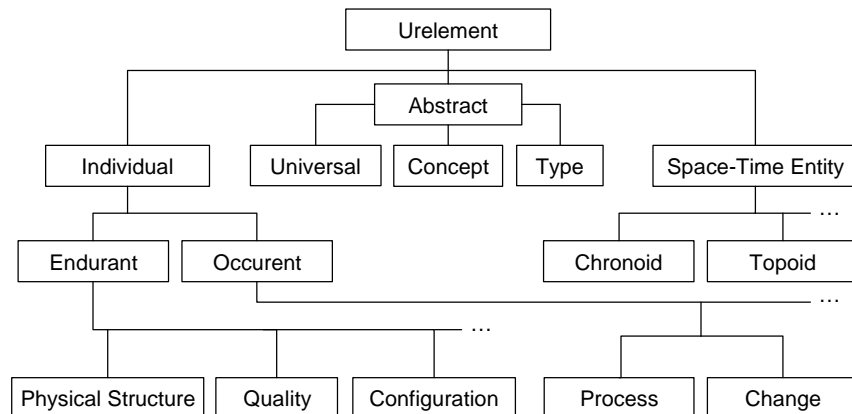 Urelement
Abstract
Individual
Universal
Concept
Type
Space-Time Entity
...
Endurant
Occurent
Chronoid
Topoid
...
...
Physical Structure
Quality
Configuration
Process
Change